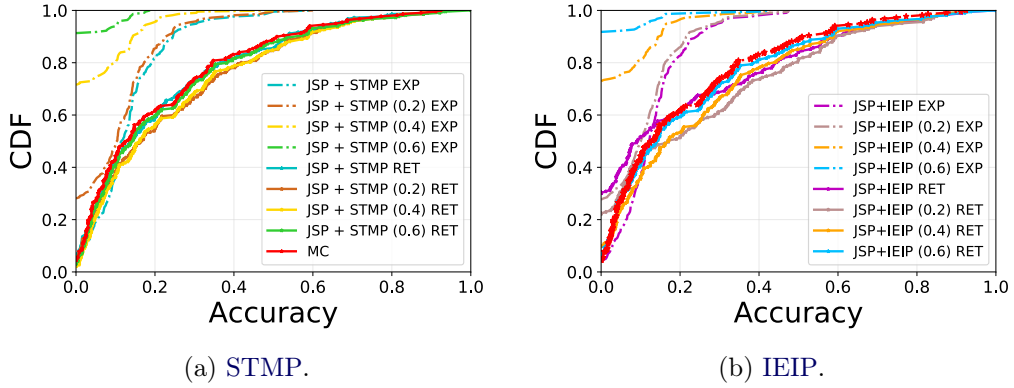 CDF
1.0
0.8
0.6
0.4
0.2
0.0
JSP + STMP EXP
JSP + STMP (0.2) EXP
JSP + STMP (0.4) EXP
JSP + STMP (0.6) EXP
JSP + STMP RET
JSP + STMP (0.2) RET
JSP + STMP (0.4) RET
JSP + STMP (0.6) RET
MC
0.0 0.2 0.4 0.6 0.8 1.0
Accuracy
(a) STMP.
CDF
1.0
0.8
0.6
0.4
0.2
0.0
JSP+IEIP EXP
JSP+IEIP (0.2) EXP
JSP+IEIP (0.4) EXP
JSP+IEIP (0.6) EXP
JSP+IEIP RET
JSP+IEIP (0.2) RET
JSP+IEIP (0.4) RET
JSP+IEIP (0.6) RET
0.0 0.2 0.4 0.6 0.8 1.0
Accuracy
(b) IEIP.